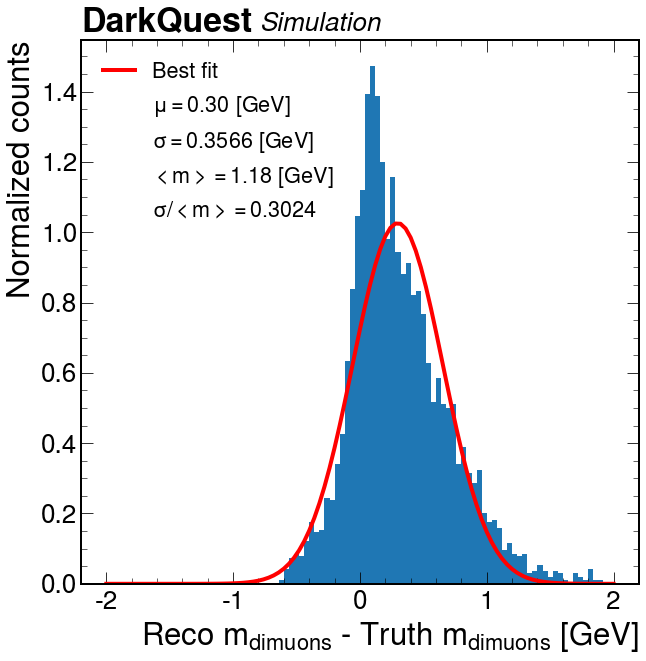 DarkQuest Simulation
Best fit
μ = 0.30 [GeV]
σ = 0.3566 [GeV]
< m > = 1.18 [GeV]
σ/< m > = 0.3024
Normalized counts
1.4
1.2
1.0
0.8
0.6
0.4
0.2
0.0
-2 -1 0 1 2
Reco m_dimuons - Truth m_dimuons [GeV]